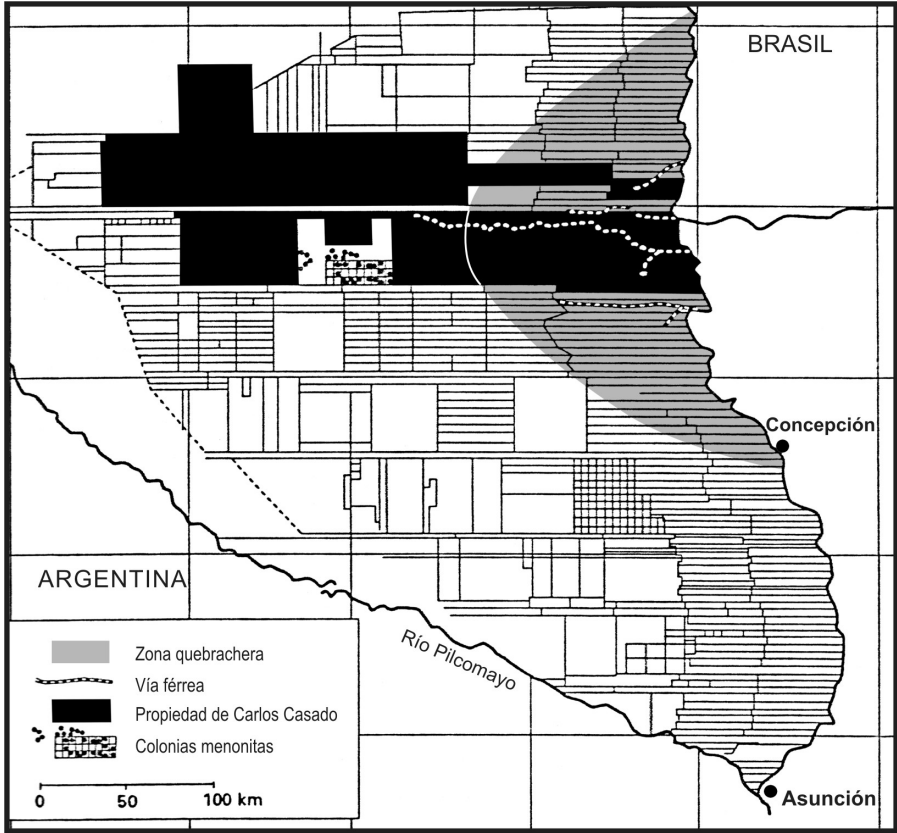 BRASIL
Concepción
ARGENTINA
Río Pilcomayo
Zona quebrachera
Vía férrea
Propiedad de Carlos Casado
Colonias menonitas
0 50 100 km
Asunción